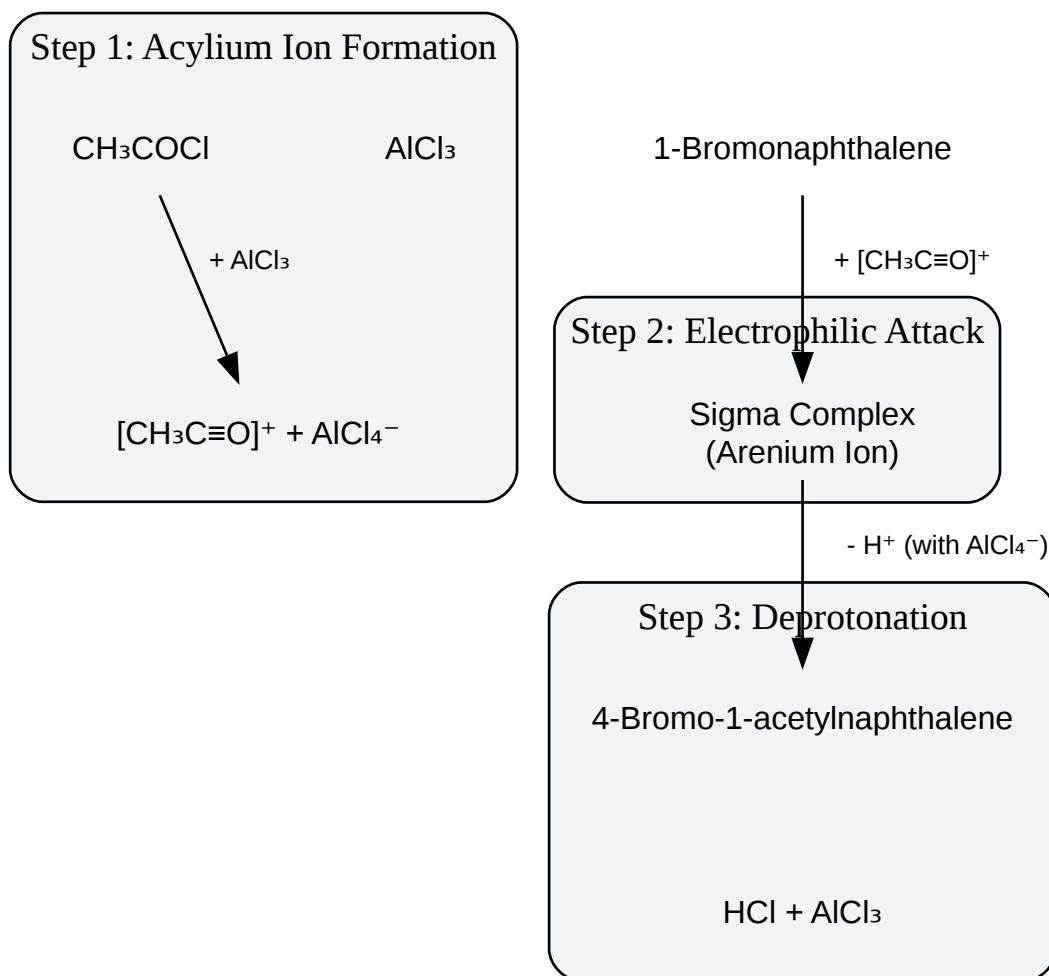 Step 1: Acylium Ion Formation
CH₃COCl
AlCl₃
+ AlCl₃
[CH₃C≡O]⁺ + AlCl₄⁻
1-Bromonaphthalene
+ [CH₃C≡O]⁺
Step 2: Electrophilic Attack
Sigma Complex
(Arenium Ion)
- H⁺ (with AlCl₄⁻)
Step 3: Deprotonation
4-Bromo-1-acetylnaphthalene
HCl + AlCl₃